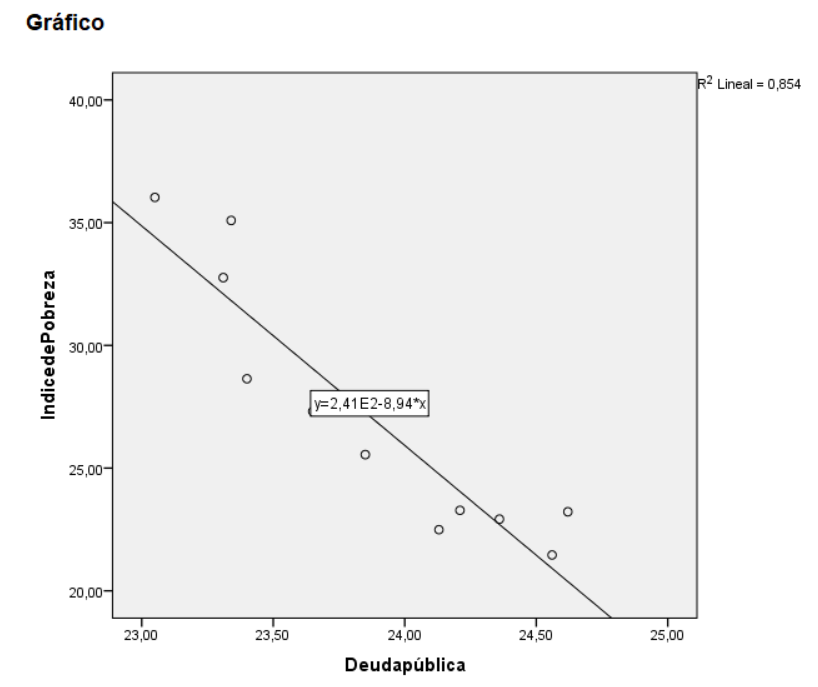 Gráfico
R² Lineal = 0,854
40,00
35,00
30,00
25,00
20,00
IndicedePobreza
y=2,41E2-8,94*x
23,00 23,50 24,00 24,50 25,00
Deudapública